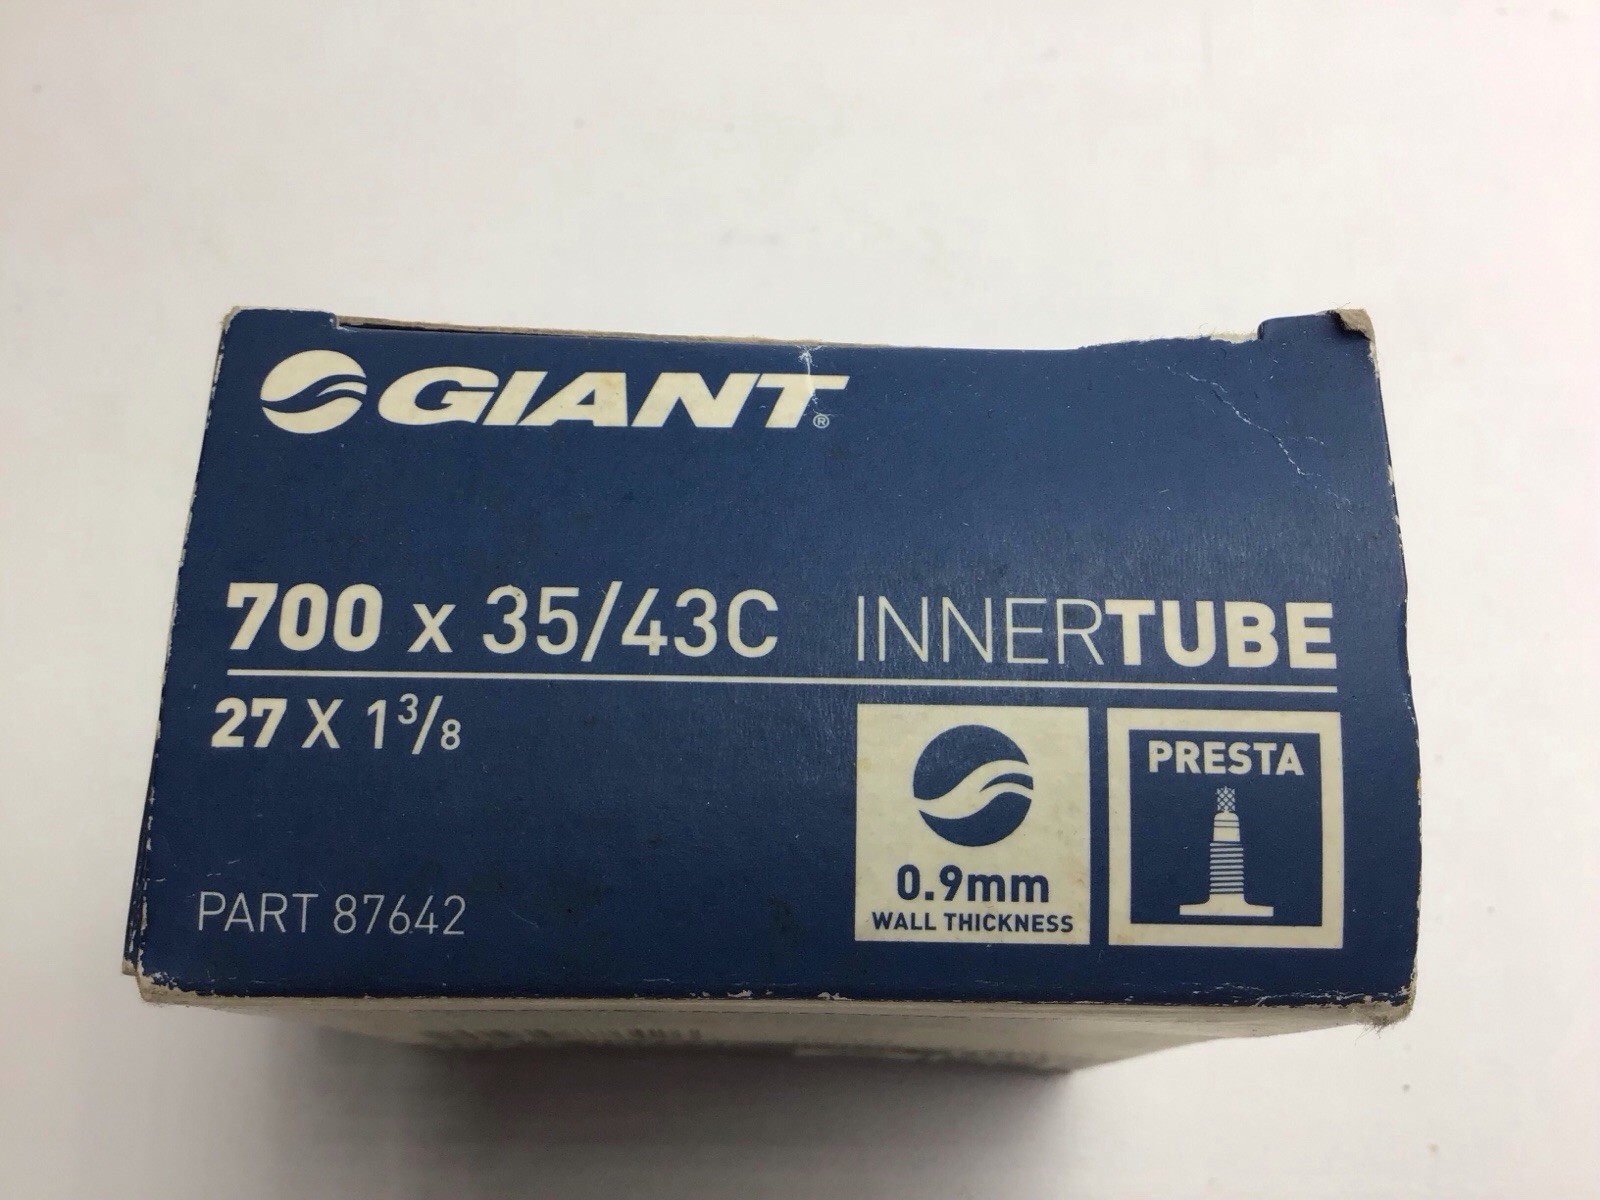 GIANT®
700 x 35/43C INNERTUBE
27 X 1 3/8
PRESTA
0.9mm
WALL THICKNESS
PART 87642